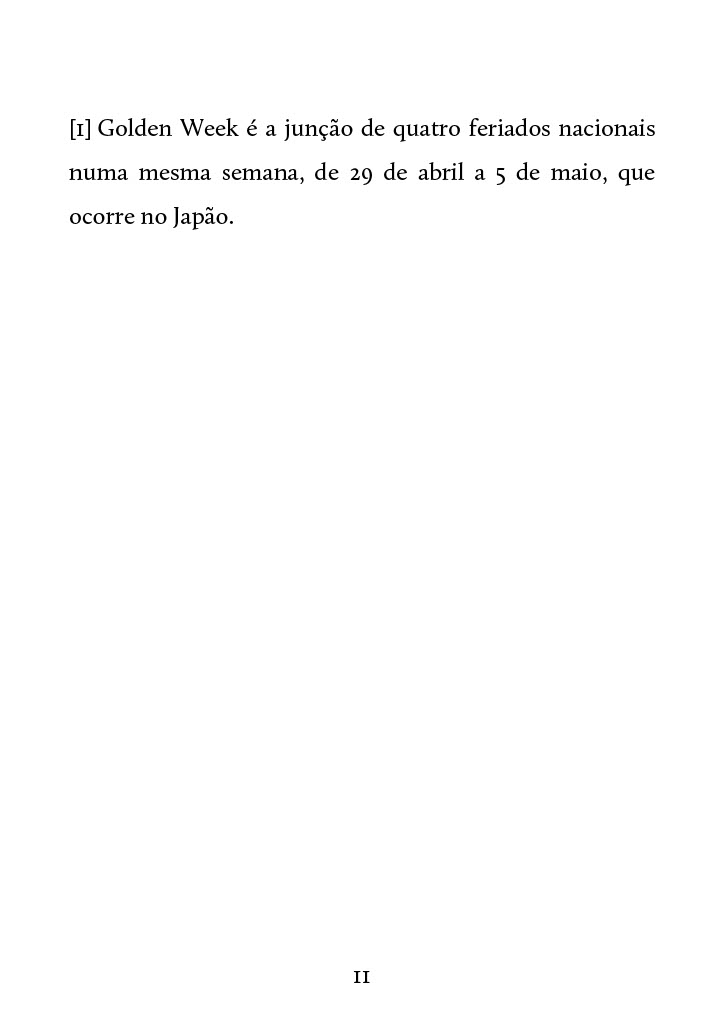 [1] Golden Week é a junção de quatro feriados nacionais
numa mesma semana, de 29 de abril a 5 de maio, que
ocorre no Japão.
11